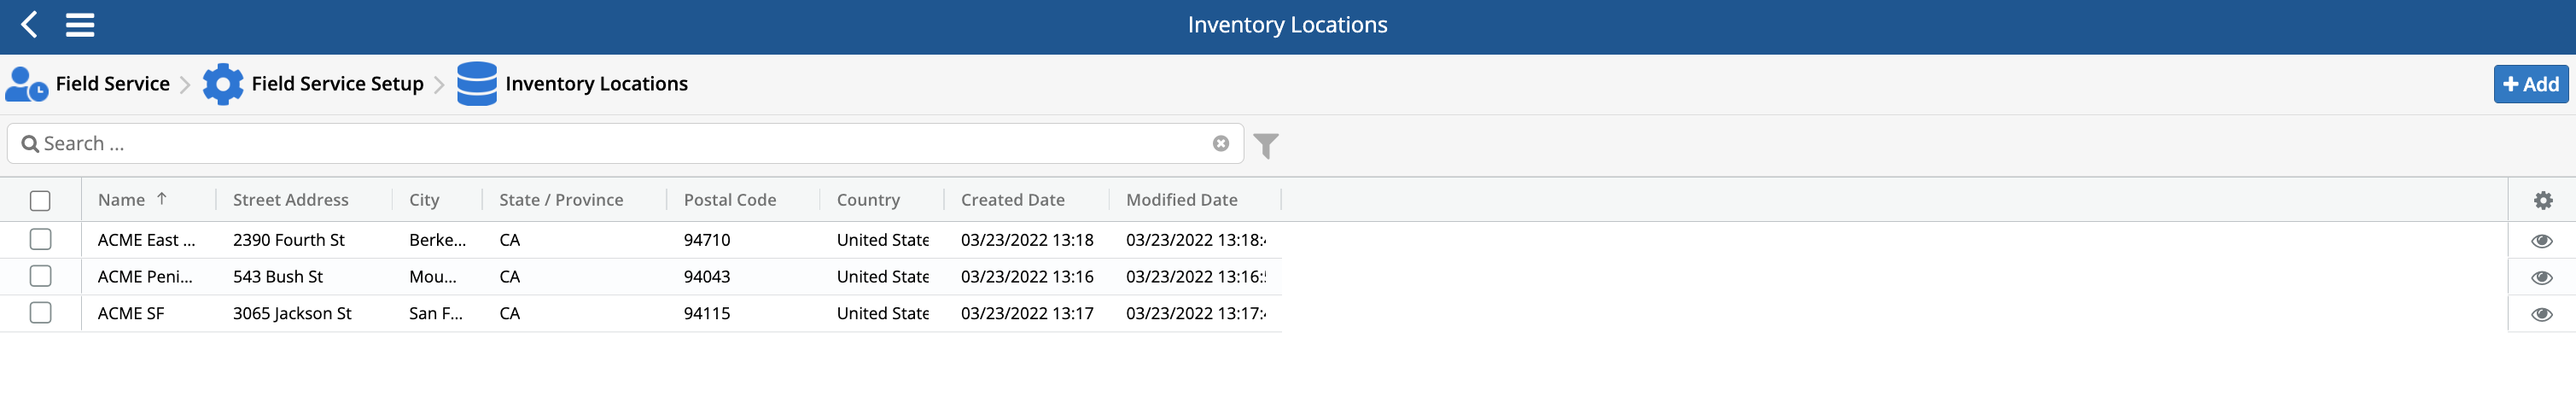 Inventory Locations
Field Service Field Service Setup Inventory Locations + Add
Search ...
Name ↑ Street Address City State / Province Postal Code Country Created Date Modified Date
ACME East ... 2390 Fourth St Berke... CA 94710 United State 03/23/2022 13:18 03/23/2022 13:18:
ACME Peni... 543 Bush St Mou... CA 94043 United State 03/23/2022 13:16 03/23/2022 13:16:
ACME SF 3065 Jackson St San F... CA 94115 United State 03/23/2022 13:17 03/23/2022 13:17: